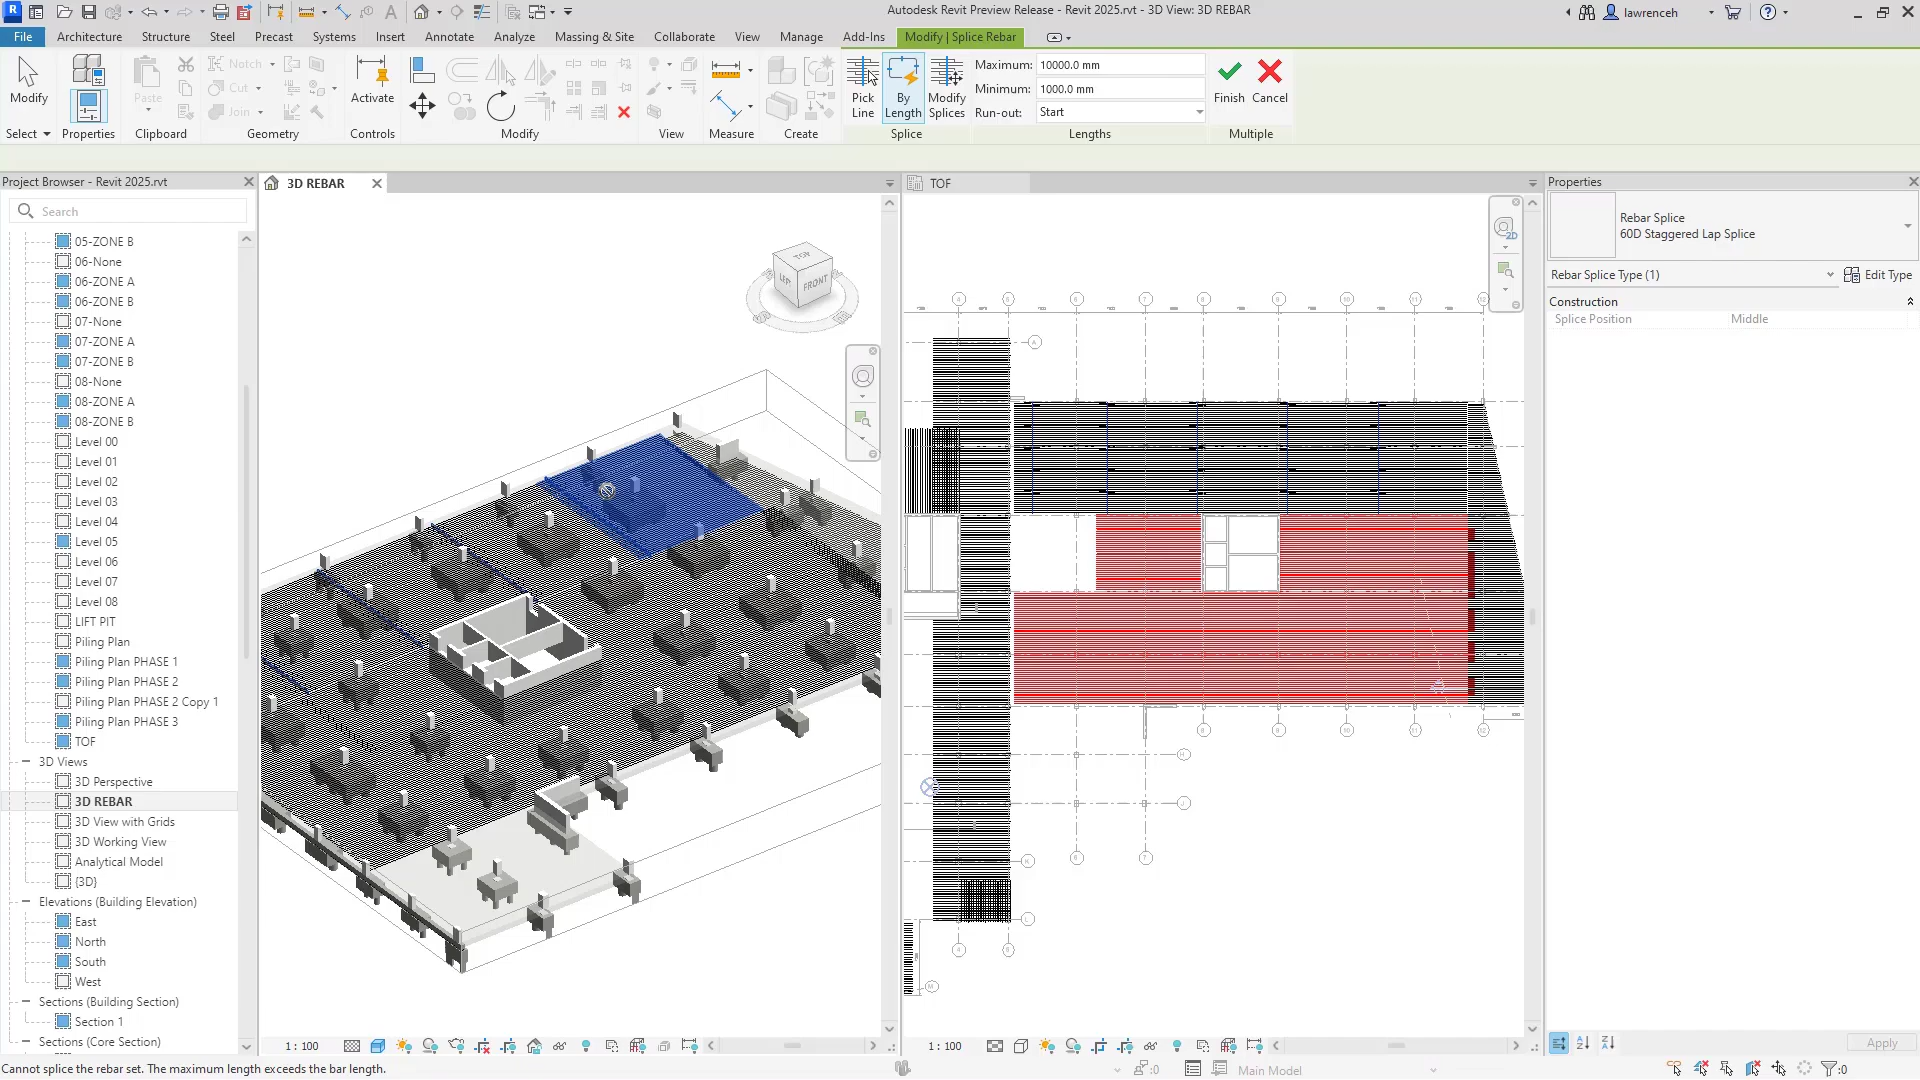 Autodesk Revit Preview Release - Revit 2025.rvt - 3D View: 3D REBAR
lawrenceh
File
Architecture
Structure
Steel
Precast
Systems
Insert
Annotate
Analyze
Massing & Site
Collaborate
View
Manage
Add-Ins
Modify | Splice Rebar
Modify
Properties
Paste
Notch
Cut
Join
Activate
Pick Line
By Length
Modify Splices
Maximum: 10000.0 mm
Minimum: 1000.0 mm
Run-out: Start
Finish
Cancel
Select
Properties
Clipboard
Geometry
Controls
Modify
View
Measure
Create
Splice
Lengths
Multiple
Project Browser - Revit 2025.rvt
3D REBAR
TOF
Properties
Search
Rebar Splice
60D Staggered Lap Splice
Rebar Splice Type (1)
Edit Type
Construction
Splice Position Middle
05-ZONE B
06-None
06-ZONE A
06-ZONE B
07-None
07-ZONE A
07-ZONE B
08-None
08-ZONE A
08-ZONE B
Level 00
Level 01
Level 02
Level 03
Level 04
Level 05
Level 06
Level 07
Level 08
LIFT PIT
Piling Plan
Piling Plan PHASE 1
Piling Plan PHASE 2
Piling Plan PHASE 2 Copy 1
Piling Plan PHASE 3
TOF
3D Views
3D Perspective
3D REBAR
3D View with Grids
3D Working View
Analytical Model
{3D}
Elevations (Building Elevation)
East
North
South
West
Sections (Building Section)
Section 1
Sections (Core Section)
TOP
FRONT
2D
1 : 100
1 : 100
Apply
Cannot splice the rebar set. The maximum length exceeds the bar length.
:0
Main Model
:0